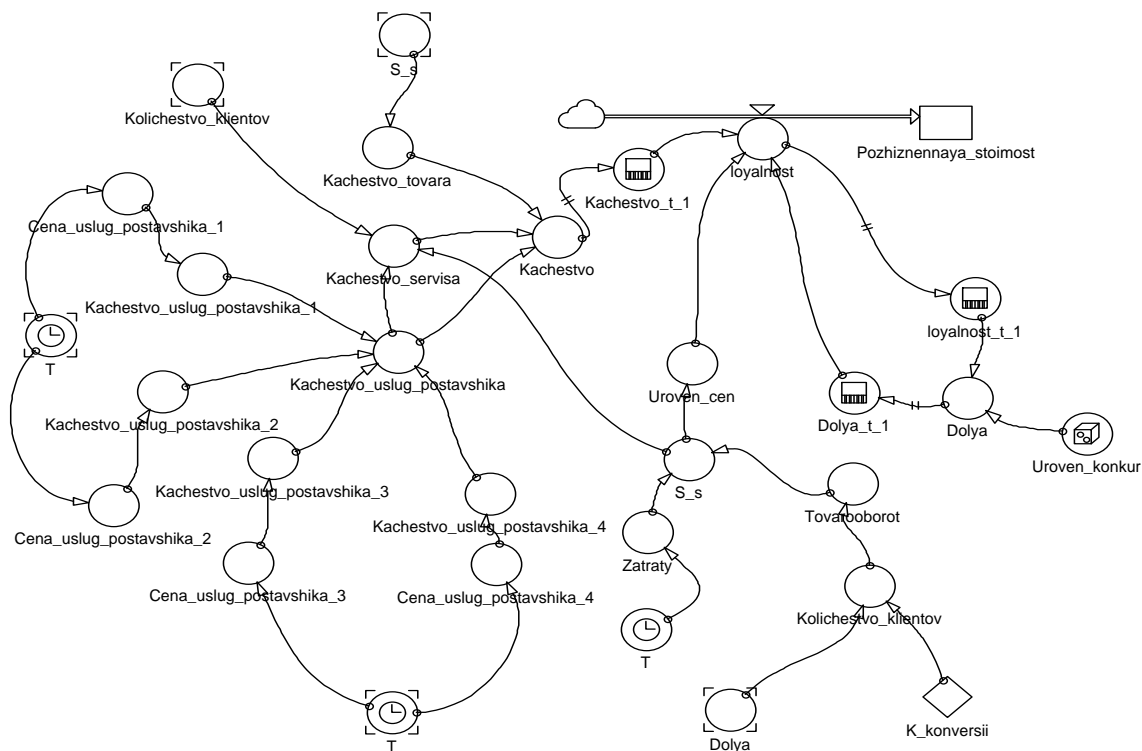 S_s
Kolichestvo_klientov
Pozhiznennaya_stoimost
loyalnost
Kachestvo_tovara
Kachestvo_t_1
Cena_uslug_postavshika_1
Kachestvo_servisa
Kachestvo
Kachestvo_uslug_postavshika_1
loyalnost_t_1
T
Kachestvo_uslug_postavshika
Uroven_cen
Kachestvo_uslug_postavshika_2
Dolya_t_1
Dolya
Uroven_konkur
Kachestvo_uslug_postavshika_3
S_s
Tovarooborot
Kachestvo_uslug_postavshika_4
Cena_uslug_postavshika_2
Zatraty
Cena_uslug_postavshika_3
Cena_uslug_postavshika_4
Kolichestvo_klientov
T
K_konversii
T
Dolya